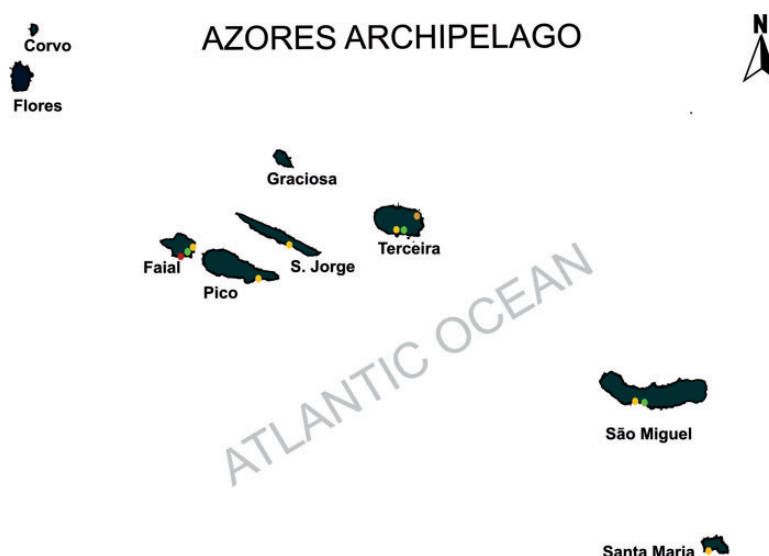 AZORES ARCHIPELAGO
N
Corvo
Flores
Graciosa
Terceira
S. Jorge
Faial
Pico
ATLANTIC OCEAN
São Miguel
Santa Maria